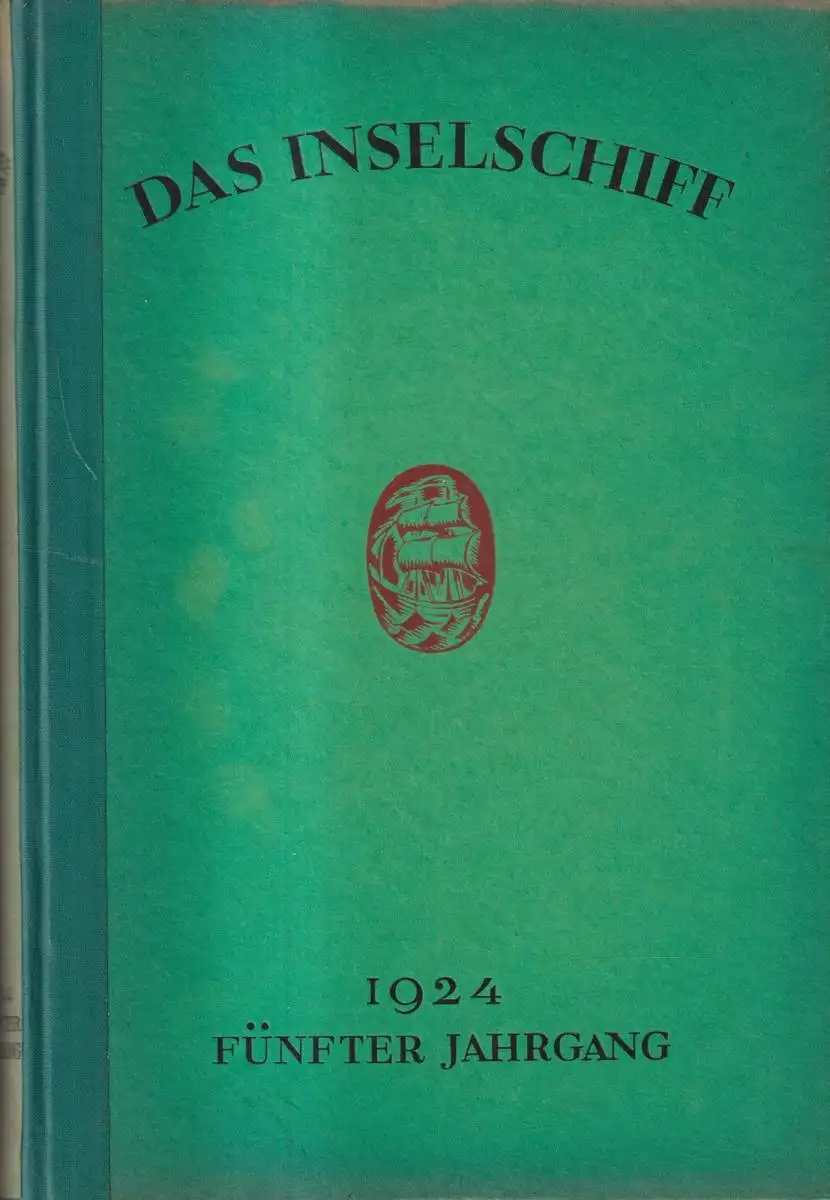 DAS INSELSCHIFF
1924
FÜNFTER JAHRGANG